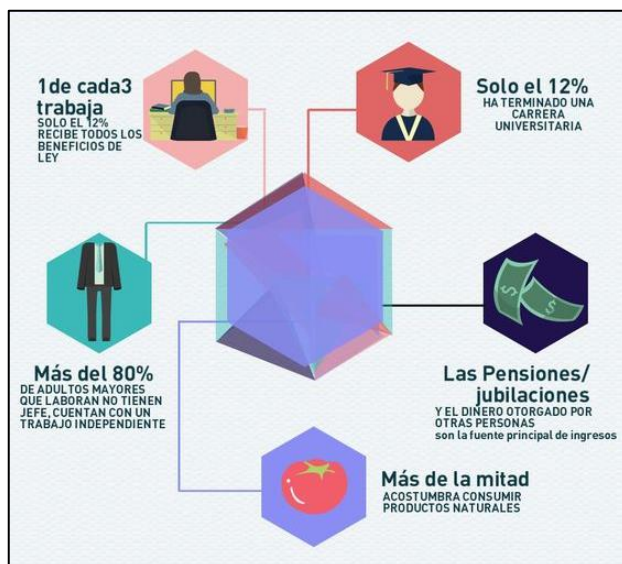 1 de cada3
trabaja
SOLO EL 12%
RECIBE TODOS LOS
BENEFICIOS DE
LEY
Solo el 12%
HA TERMINADO UNA
CARRERA
UNIVERSITARIA
Más del 80%
DE ADULTOS MAYORES
QUE LABORAN NO TIENEN
JEFE, CUENTAN CON UN
TRABAJO INDEPENDIENTE
Las Pensiones/
jubilaciones
Y EL DINERO OTORGADO POR
OTRAS PERSONAS
son la fuente principal de ingresos
Más de la mitad
ACOSTUMBRA CONSUMIR
PRODUCTOS NATURALES